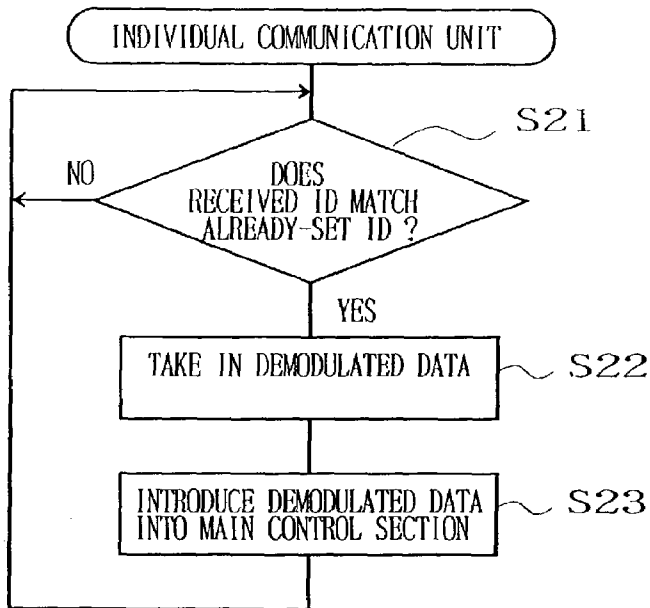 INDIVIDUAL COMMUNICATION UNIT
S21
NO
DOES
RECEIVED ID MATCH
ALREADY-SET ID ?
YES
TAKE IN DEMODULATED DATA
S22
INTRODUCE DEMODULATED DATA
INTO MAIN CONTROL SECTION
S23